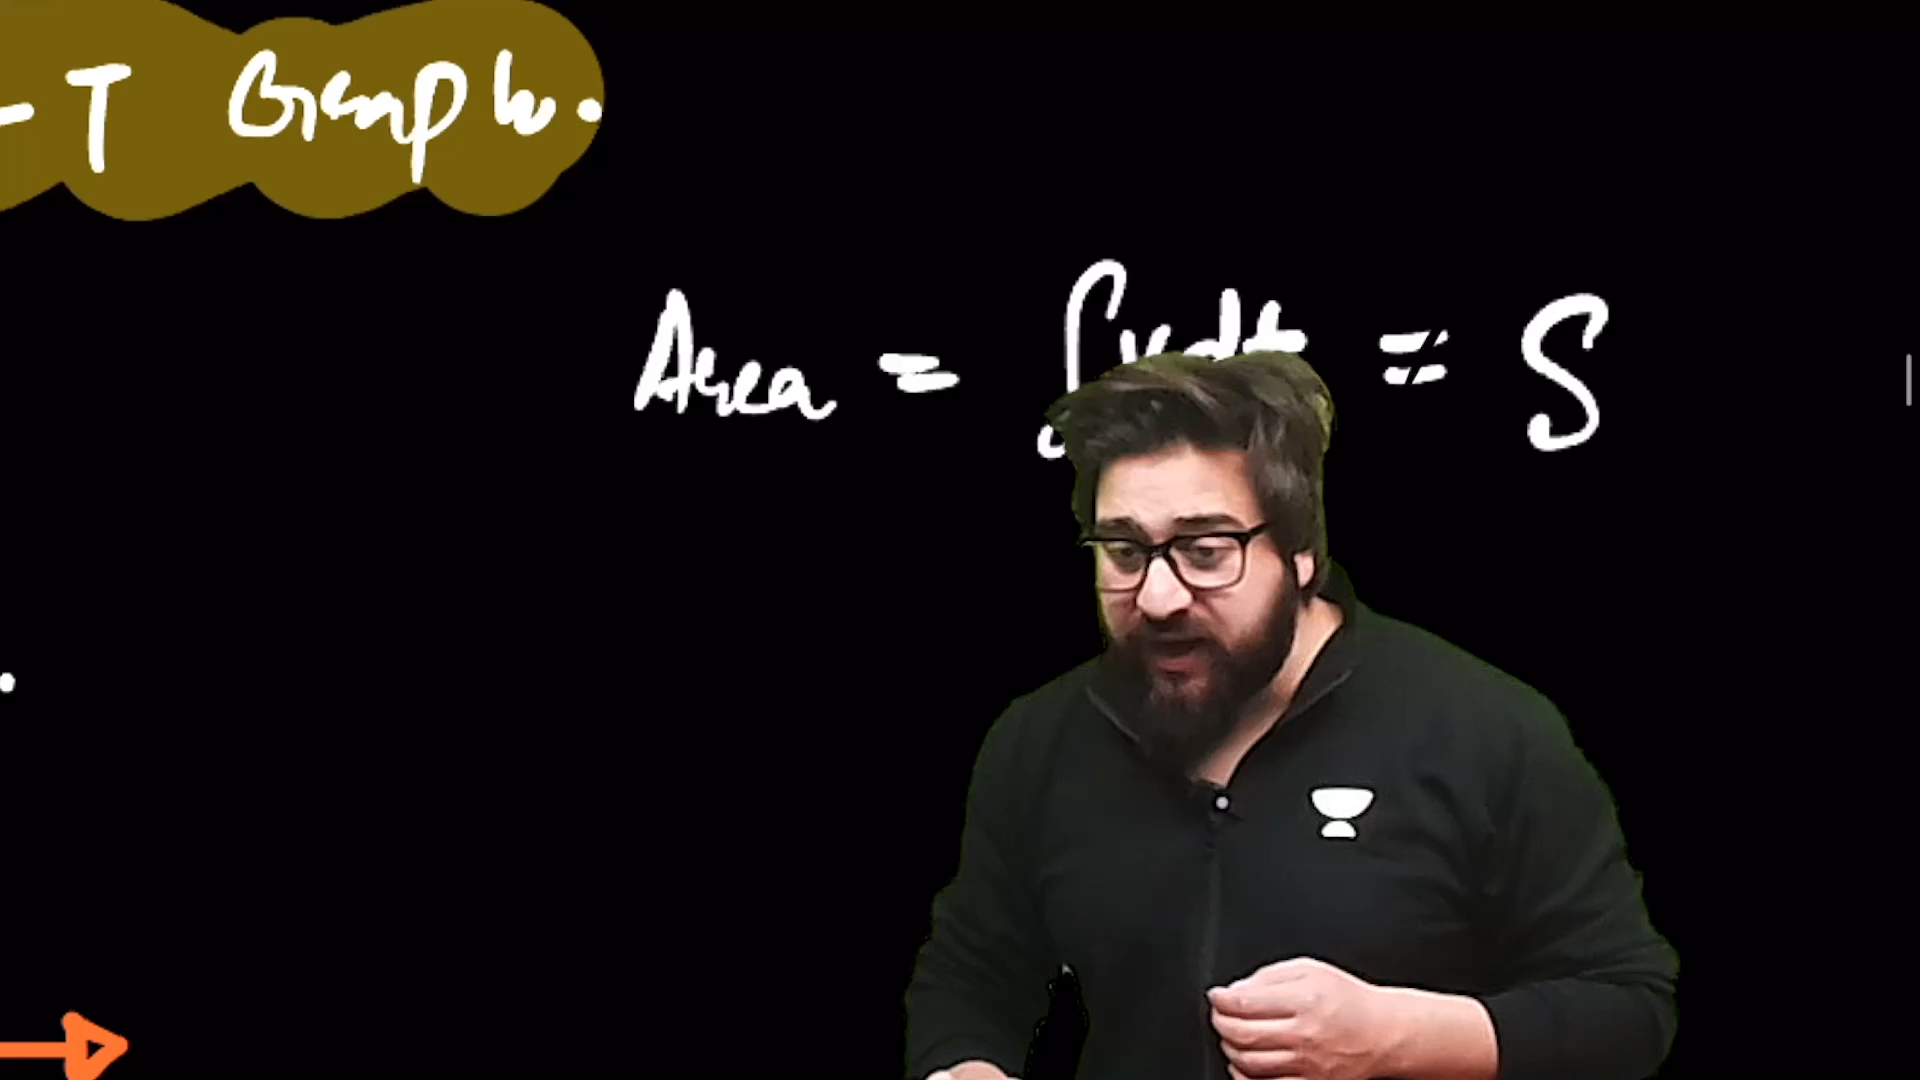 - T Graph.
Area = ∫vdt = S